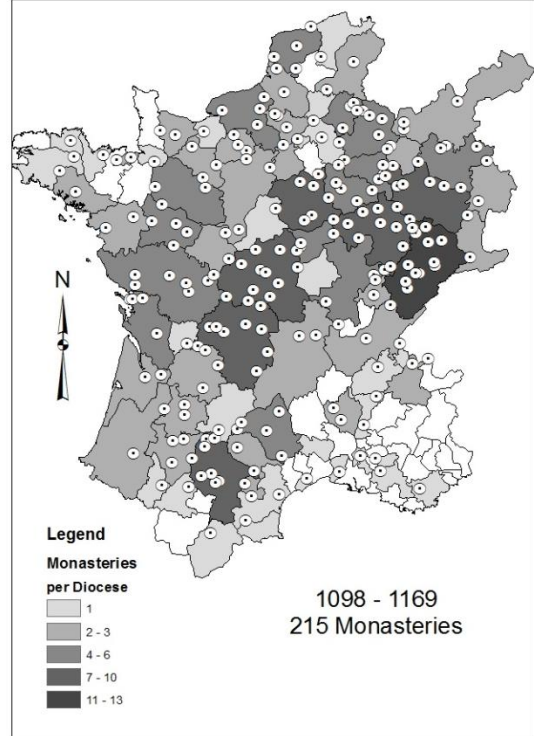 N
Legend
Monasteries
per Diocese
1
2 - 3
4 - 6
7 - 10
11 - 13
1098 - 1169
215 Monasteries